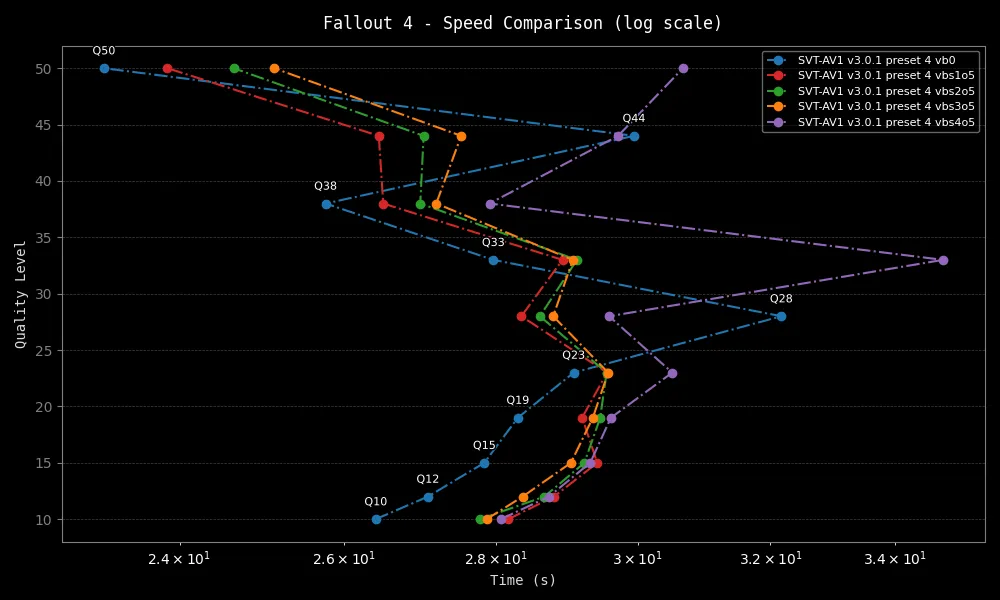 Fallout 4 - Speed Comparison (log scale)
SVT-AV1 v3.0.1 preset 4 vb0
SVT-AV1 v3.0.1 preset 4 vbs1o5
SVT-AV1 v3.0.1 preset 4 vbs2o5
SVT-AV1 v3.0.1 preset 4 vbs3o5
SVT-AV1 v3.0.1 preset 4 vbs4o5
Q50
Q44
Q38
Q33
Q28
Q23
Q19
Q15
Q12
Q10
50
45
40
35
30
25
20
15
10
Quality Level
2.4 × 10¹
2.6 × 10¹
2.8 × 10¹
3 × 10¹
3.2 × 10¹
3.4 × 10¹
Time (s)